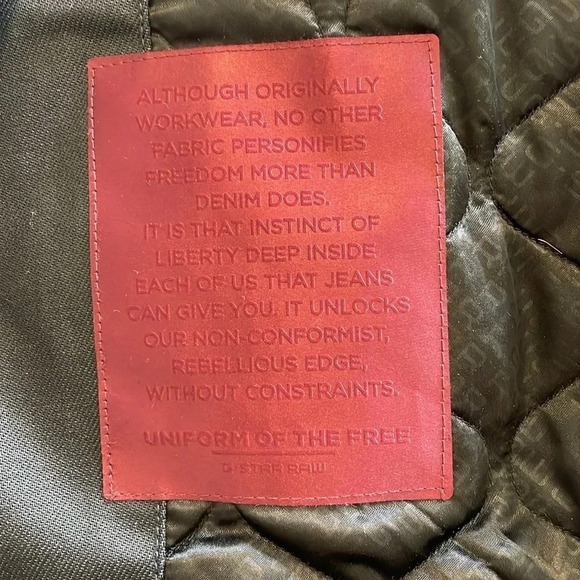 ALTHOUGH ORIGINALLY
WORKWEAR, NO OTHER
FABRIC PERSONIFIES
FREEDOM MORE THAN
DENIM DOES.
IT IS THAT INSTINCT OF
LIBERTY DEEP INSIDE
EACH OF US THAT JEANS
CAN GIVE YOU. IT UNLOCKS
OUR NON-CONFORMIST,
REBELLIOUS EDGE,
WITHOUT CONSTRAINTS.
UNIFORM OF THE FREE
G-STAR RAW